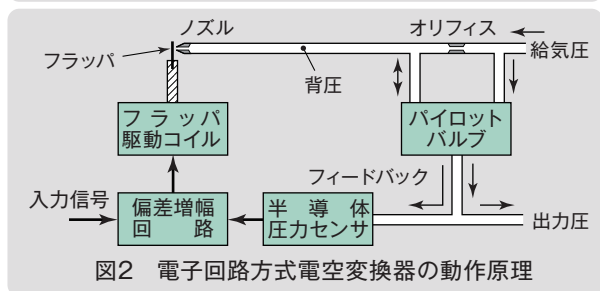 ノズル
オリフィス
フラッパ
給気圧
背圧
フラッパ
駆動コイル
パイロット
バルブ
フィードバック
入力信号
偏差増幅
回路
半導体
圧力センサ
出力圧
図2 電子回路方式電空変換器の動作原理